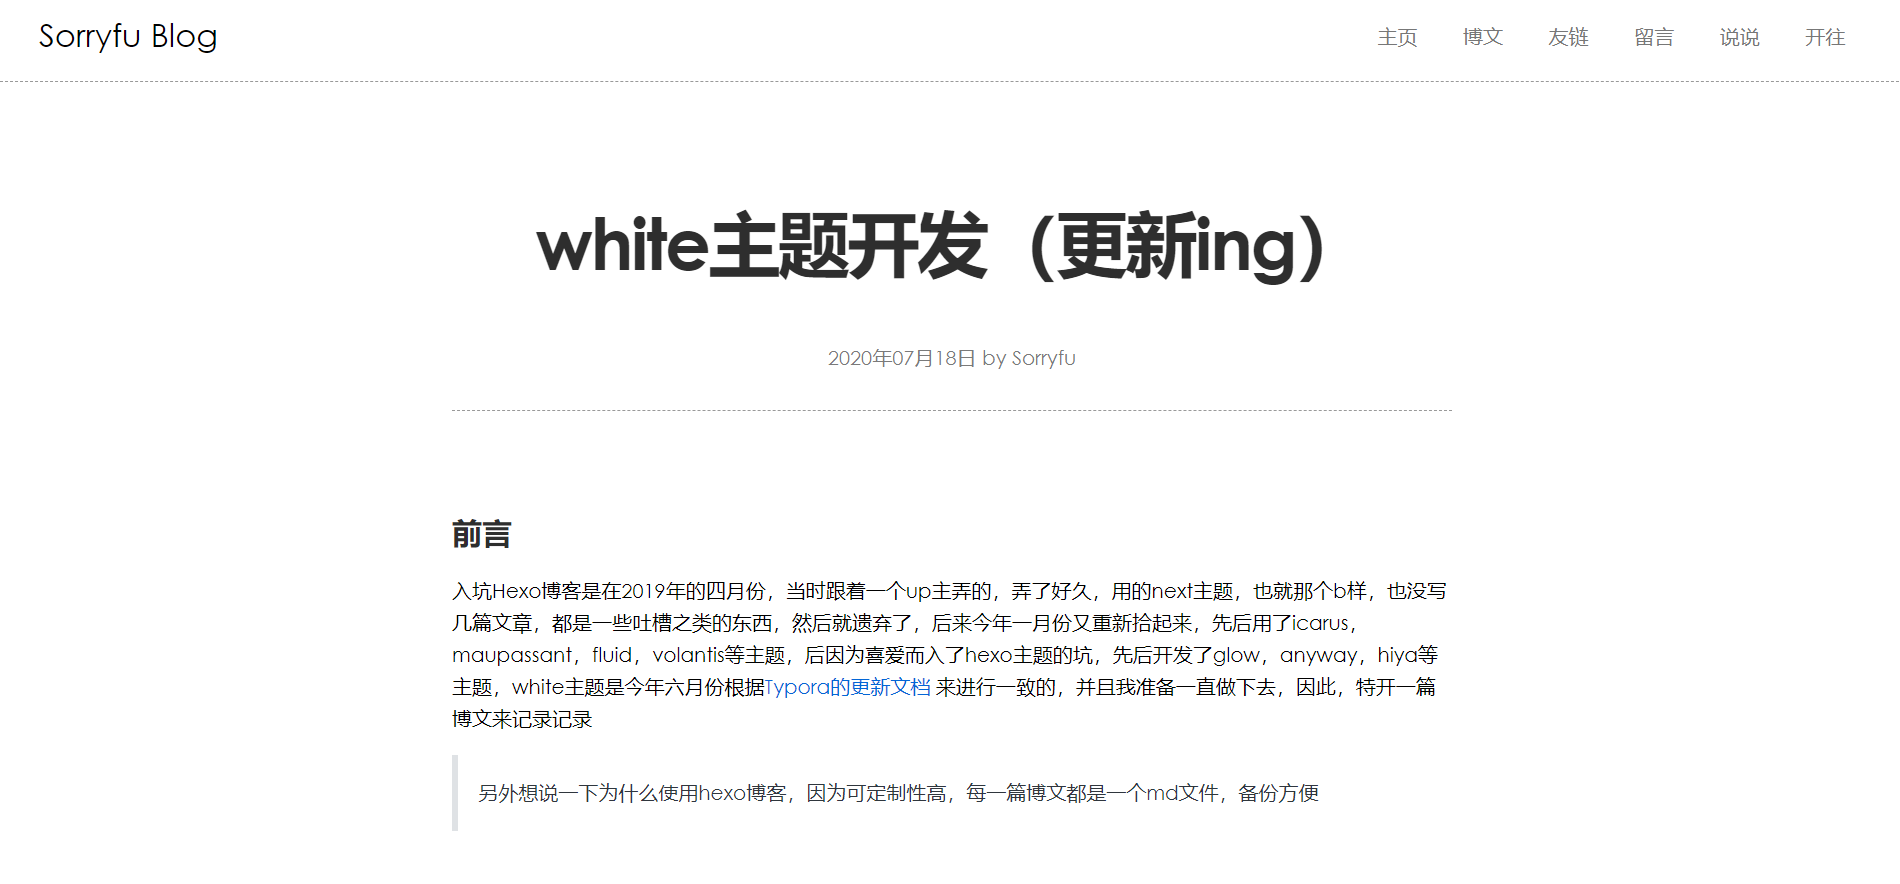 Sorryfu Blog
主页 博文 友链 留言 说说 开往
white主题开发（更新ing）
2020年07月18日 by Sorryfu
前言
入坑Hexo博客是在2019年的四月份，当时跟着一个up主弄的，弄了好久，用的next主题，也就那个b样，也没写
几篇文章，都是一些吐槽之类的东西，然后就遗弃了，后来今年一月份又重新拾起来，先后用了icarus，
maupassant，fluid，volantis等主题，后因为喜爱而入了hexo主题的坑，先后开发了glow，anyway，hiya等
主题，white主题是今年六月份根据Typora的更新文档 来进行一致的，并且我准备一直做下去，因此，特开一篇
博文来记录记录
另外想说一下为什么使用hexo博客，因为可定制性高，每一篇博文都是一个md文件，备份方便